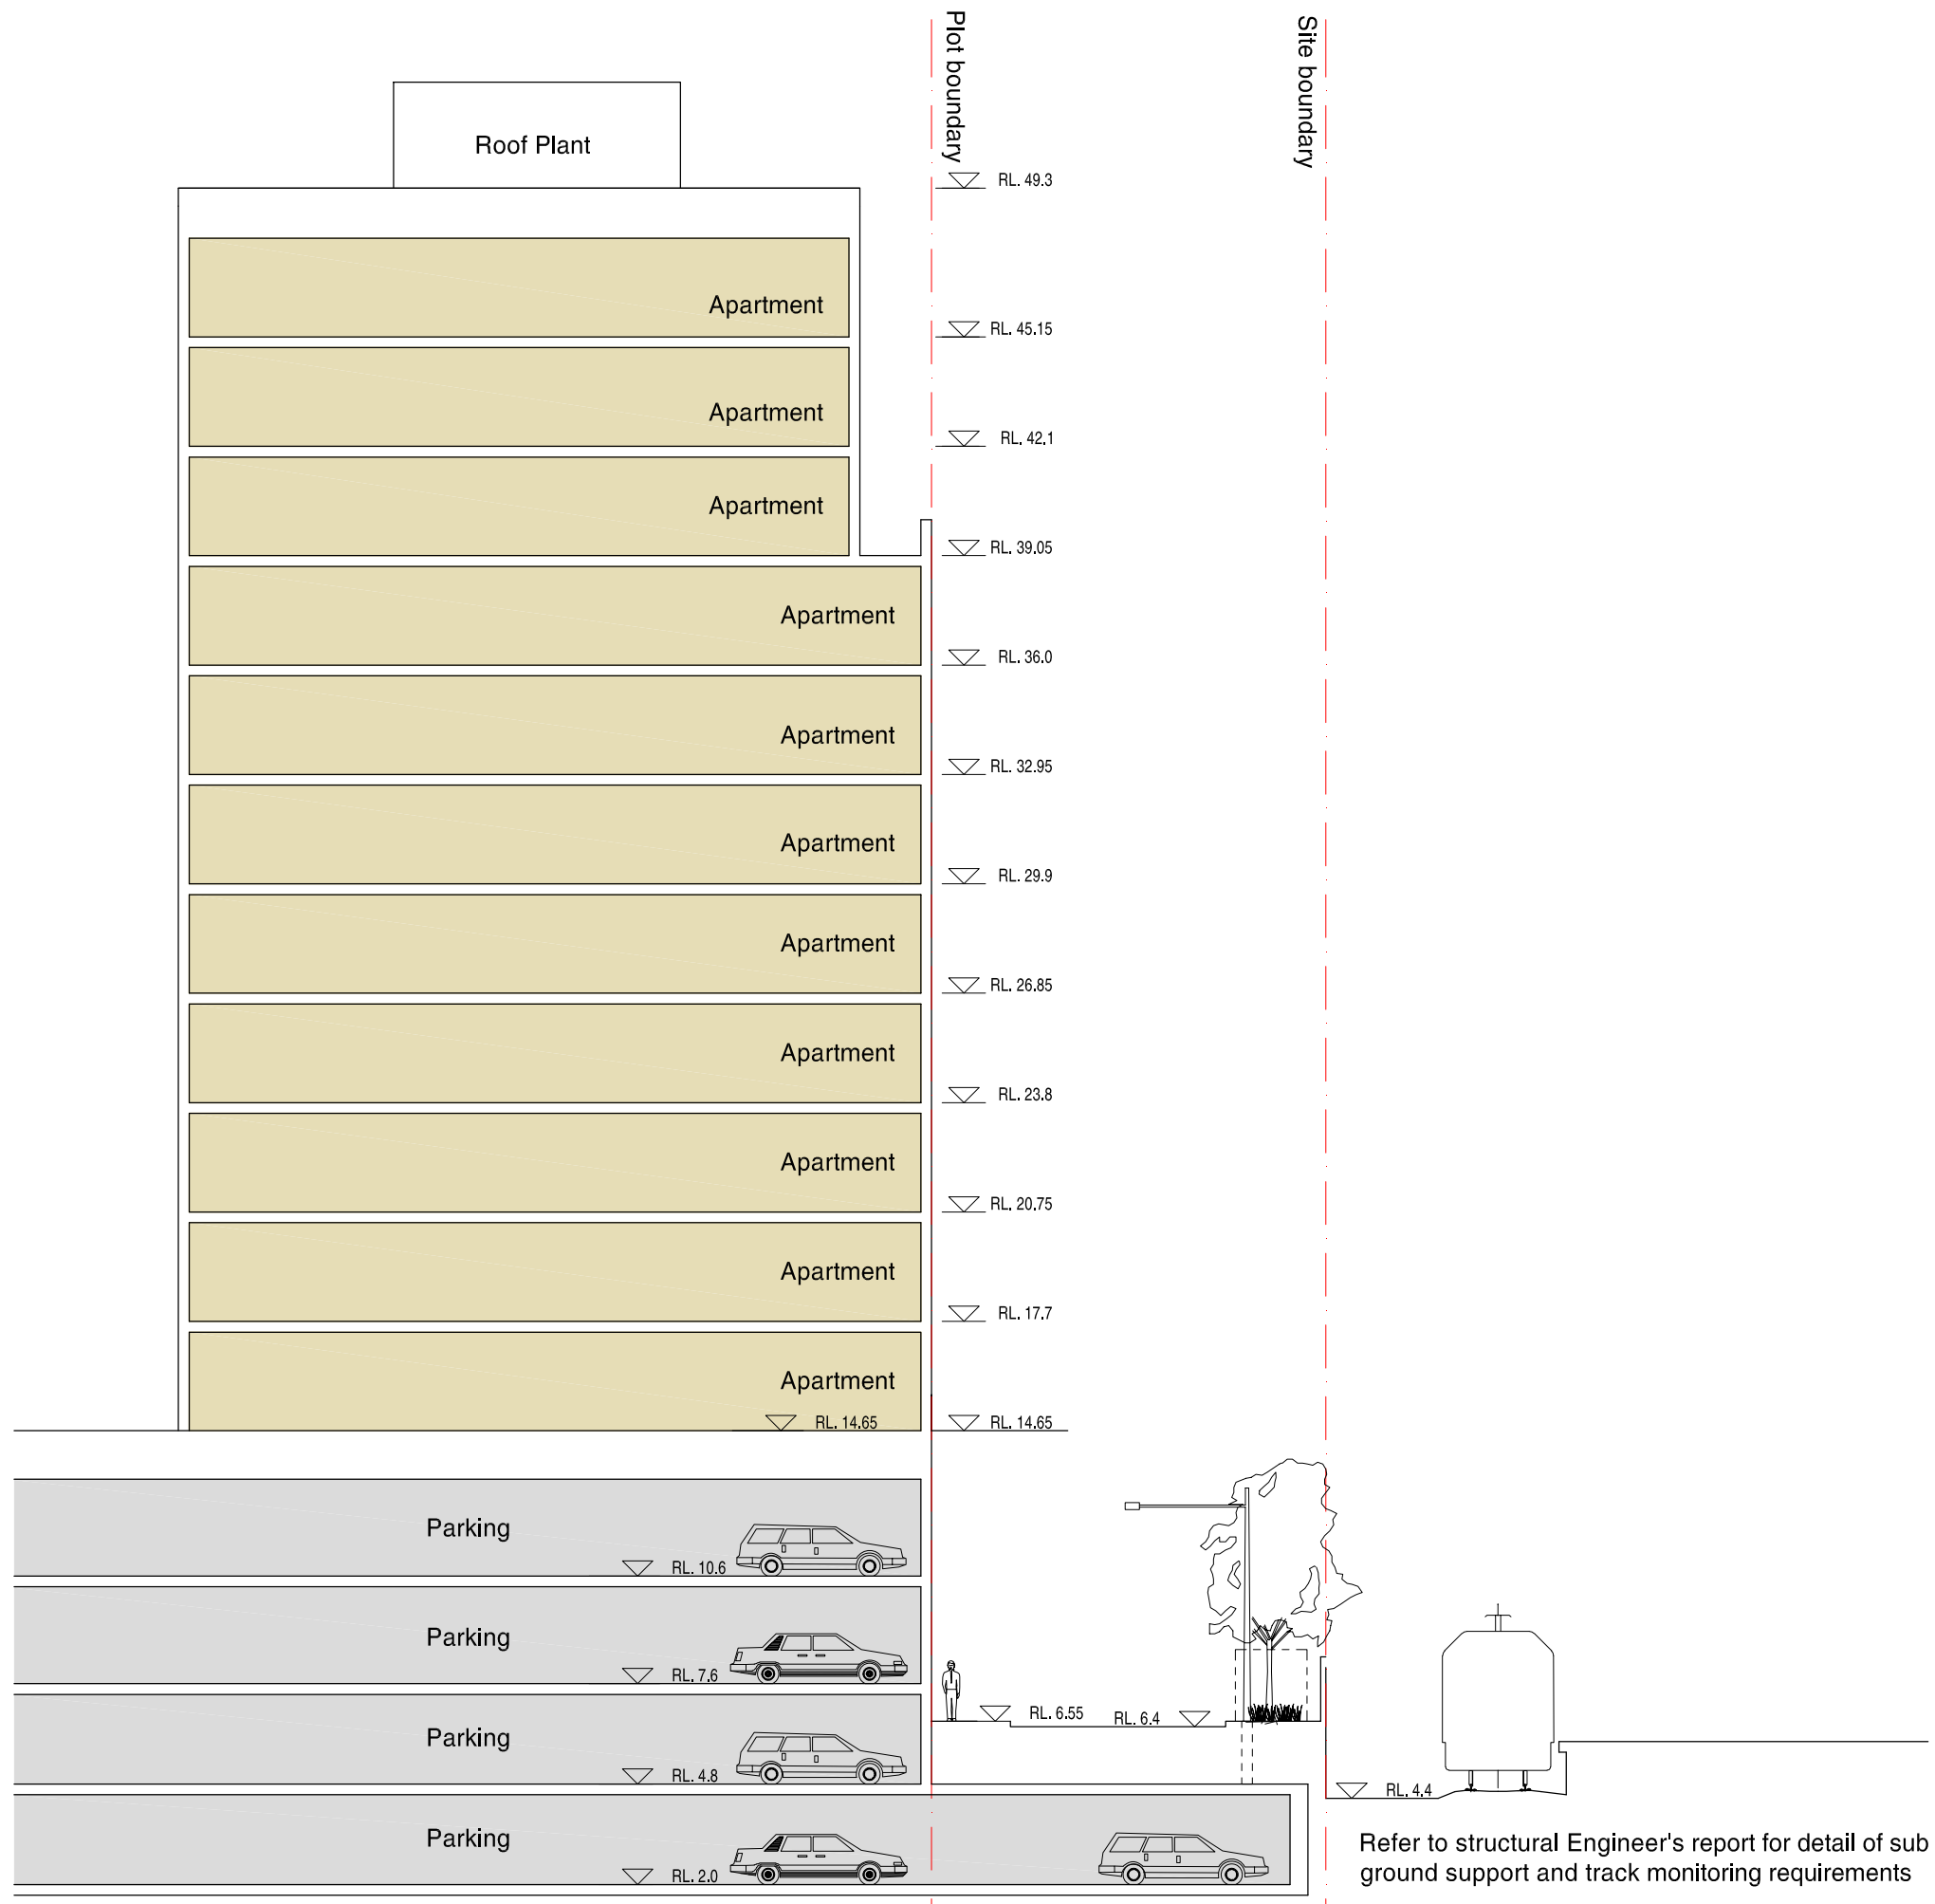 Plot boundary
Site boundary
Roof Plant
RL. 49.3
Apartment
RL. 45.15
Apartment
RL. 42.1
Apartment
RL. 39.05
Apartment
RL. 36.0
Apartment
RL. 32.95
Apartment
RL. 29.9
Apartment
RL. 26.85
Apartment
RL. 23.8
Apartment
RL. 20.75
Apartment
RL. 17.7
Apartment
RL. 14.65
RL. 14.65
Parking
RL. 10.6
Parking
RL. 7.6
RL. 6.55
RL. 6.4
Parking
RL. 4.8
RL. 4.4
Parking
RL. 2.0
Refer to structural Engineer's report for detail of sub
ground support and track monitoring requirements